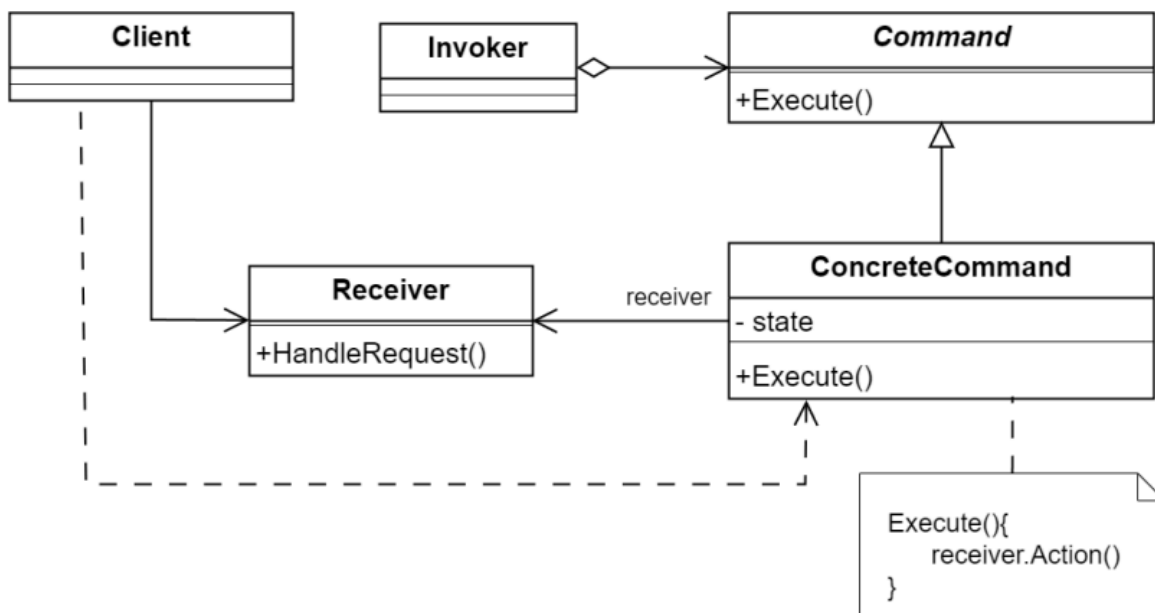 Client
Invoker
Command
+Execute()
Receiver
+HandleRequest()
receiver
ConcreteCommand
- state
+Execute()
Execute(){
receiver.Action()
}